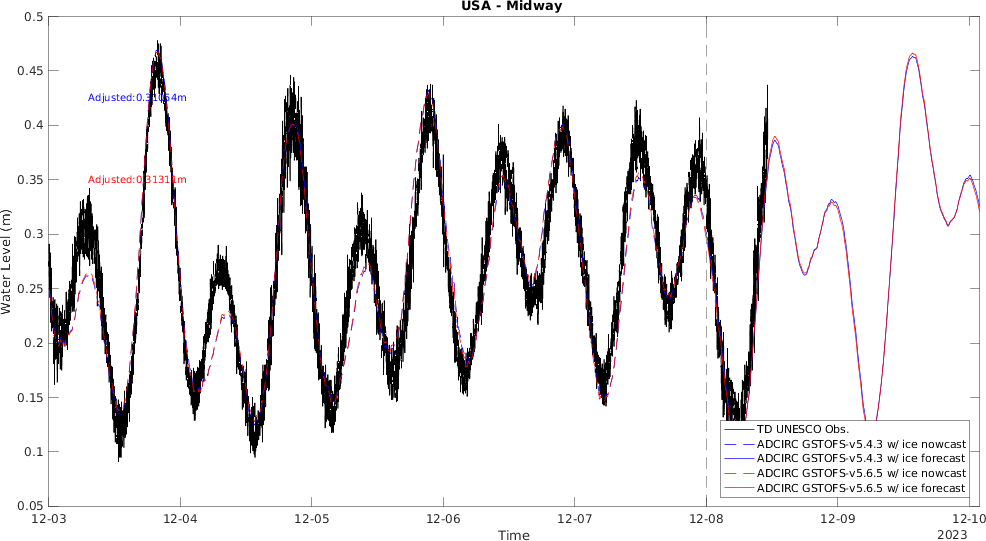 USA - Midway
0.5
0.45
0.4
0.35
0.3
0.25
0.2
0.15
0.1
0.05
Water Level (m)
Adjusted:0.31054m
Adjusted:0.31311m
TD UNESCO Obs.
ADCIRC GSTOFS-v5.4.3 w/ ice nowcast
ADCIRC GSTOFS-v5.4.3 w/ ice forecast
ADCIRC GSTOFS-v5.6.5 w/ ice nowcast
ADCIRC GSTOFS-v5.6.5 w/ ice forecast
12-03 12-04 12-05 12-06 12-07 12-08 12-09 12-10
Time
2023